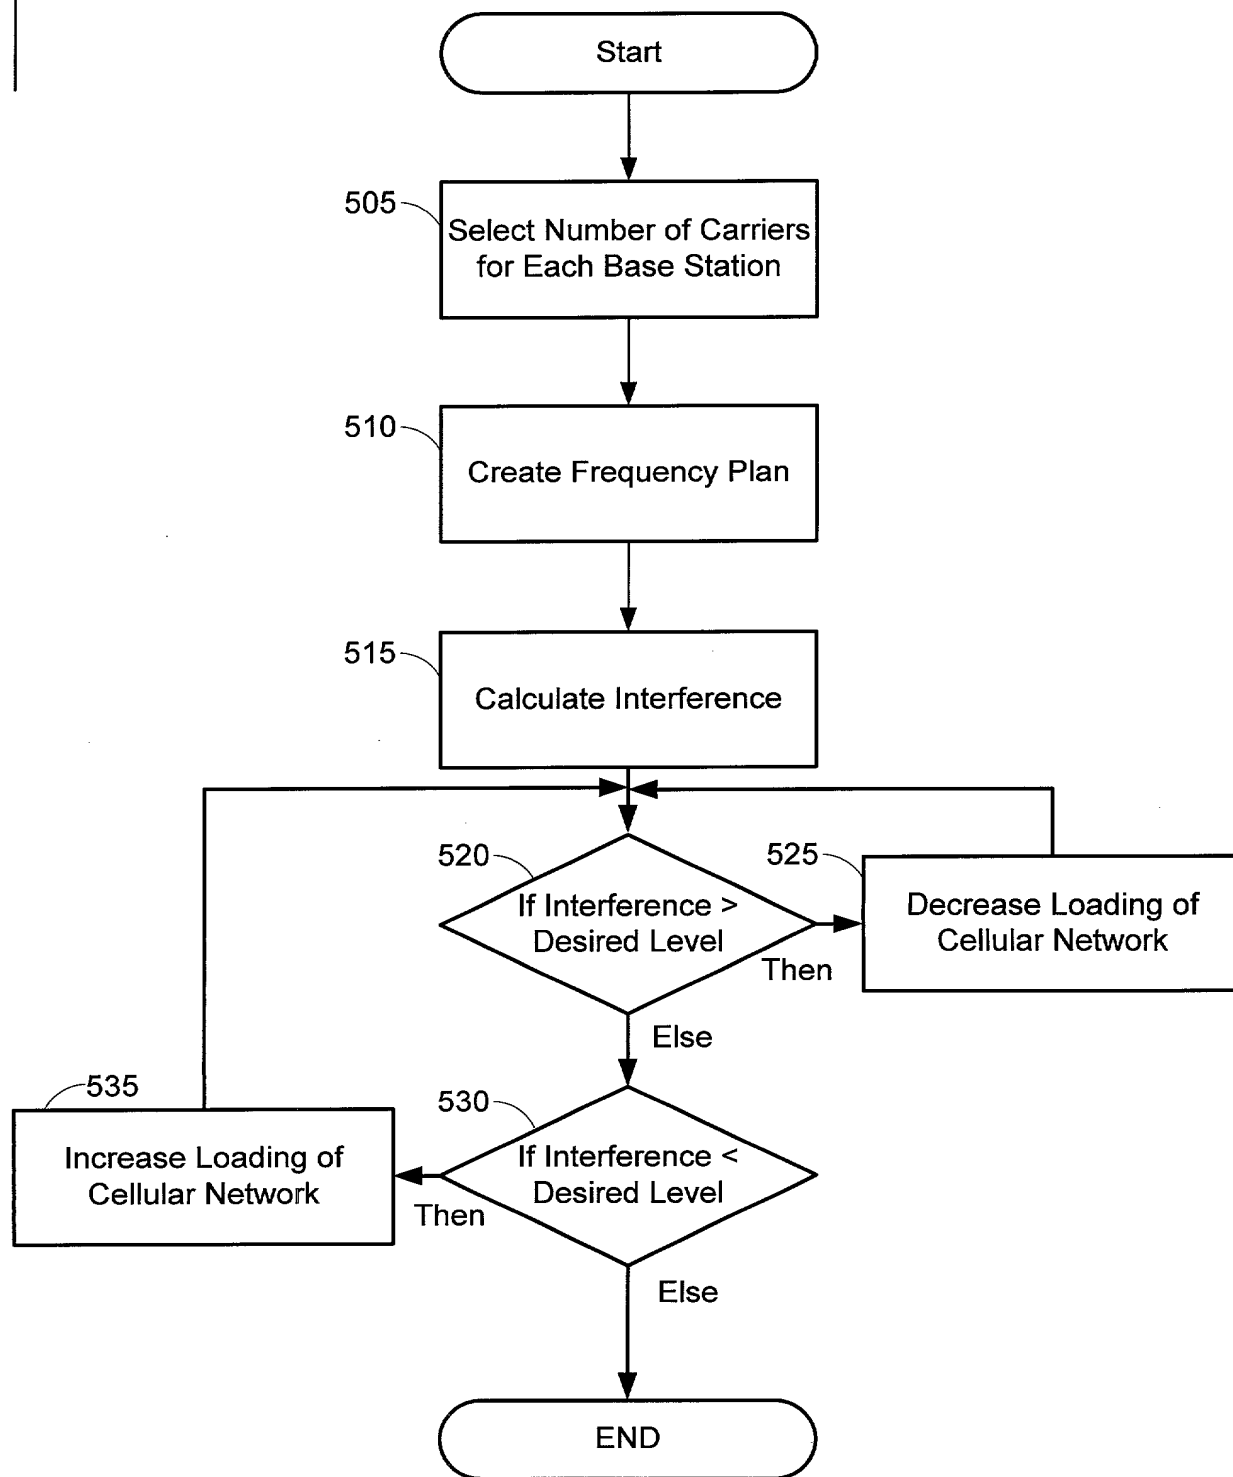 Start
505
Select Number of Carriers
for Each Base Station
510
Create Frequency Plan
515
Calculate Interference
520
If Interference >
Desired Level
Then
525
Decrease Loading of
Cellular Network
Else
535
Increase Loading of
Cellular Network
530
If Interference <
Desired Level
Then
Else
END